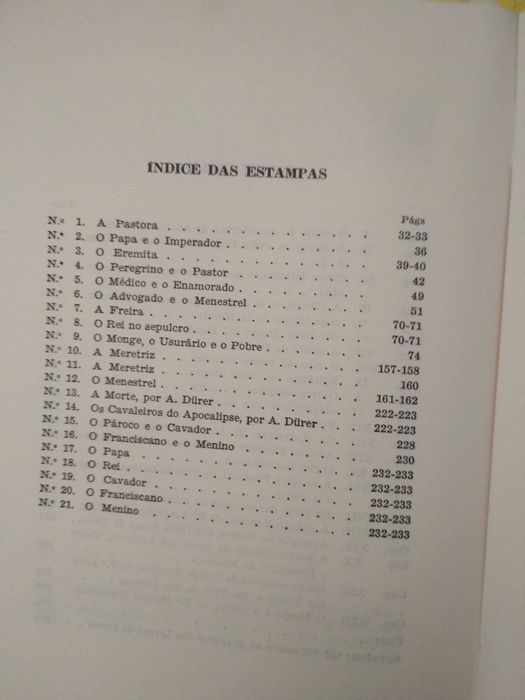 ÍNDICE DAS ESTAMPAS
Págs
N.º 1. A Pastora . . . . . . . . . . . . 32-33
N.º 2. O Papa e o Imperador . . . . . . . . . 36
N.º 3. O Eremita . . . . . . . . . . . . 39-40
N.º 4. O Peregrino e o Pastor . . . . . . . . . 42
N.º 5. O Médico e o Enamorado . . . . . . . . 49
N.º 6. O Advogado e o Menestrel . . . . . . . . 51
N.º 7. A Freira . . . . . . . . . . . . 70-71
N.º 8. O Rei no sepulcro . . . . . . . . . . 70-71
N.º 9. O Monge, o Usurário e o Pobre . . . . . . . 74
N.º 10. A Meretriz . . . . . . . . . . . . 157-158
N.º 11. A Meretriz . . . . . . . . . . . . 160
N.º 12. O Menestrel . . . . . . . . . . . . 161-162
N.º 13. A Morte, por A. Dürer . . . . . . . . . 222-223
N.º 14. Os Cavaleiros do Apocalipse, por A. Dürer . . . 222-223
N.º 15. O Pároco e o Cavador . . . . . . . . . 228
N.º 16. O Franciscano e o Menino . . . . . . . . 230
N.º 17. O Papa . . . . . . . . . . . . . 232-233
N.º 18. O Rei . . . . . . . . . . . . . 232-233
N.º 19. O Cavador . . . . . . . . . . . . 232-233
N.º 20. O Franciscano . . . . . . . . . . . 232-233
N.º 21. O Menino . . . . . . . . . . . . 232-233